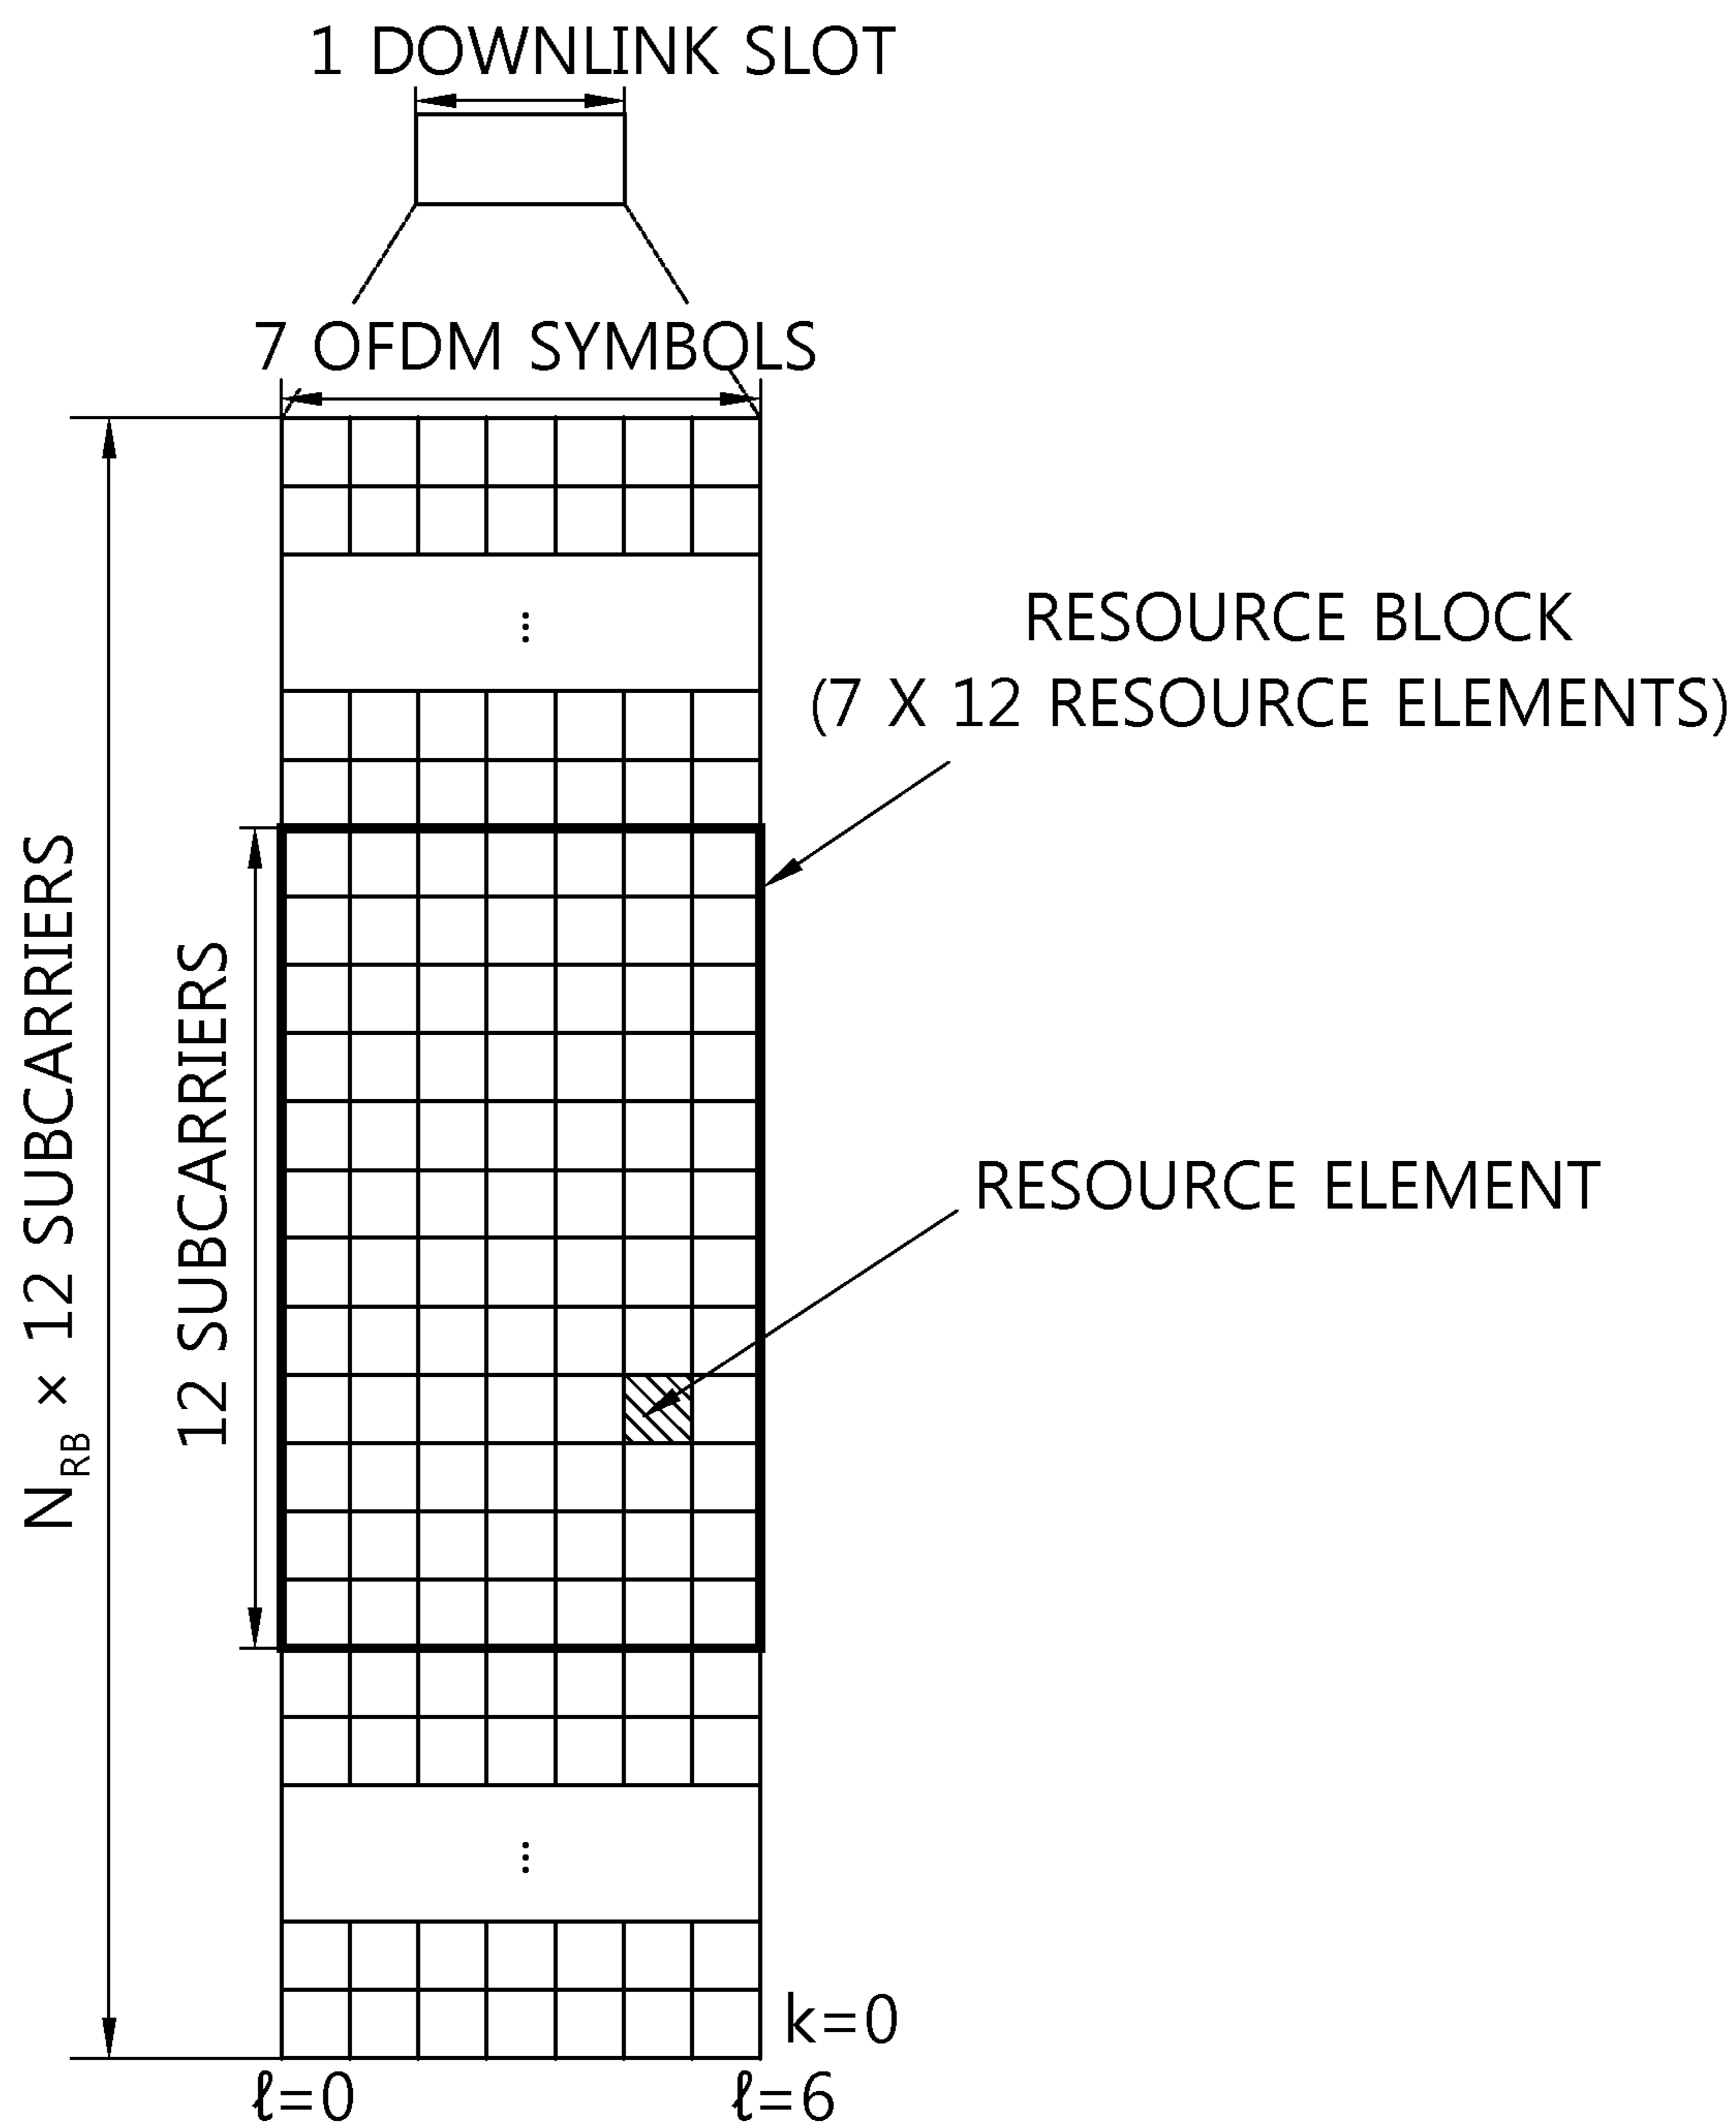 1 DOWNLINK SLOT
7 OFDM SYMBOLS
RESOURCE BLOCK
(7 X 12 RESOURCE ELEMENTS)
N_RB × 12 SUBCARRIERS
12 SUBCARRIERS
RESOURCE ELEMENT
k=0
ℓ=0
ℓ=6